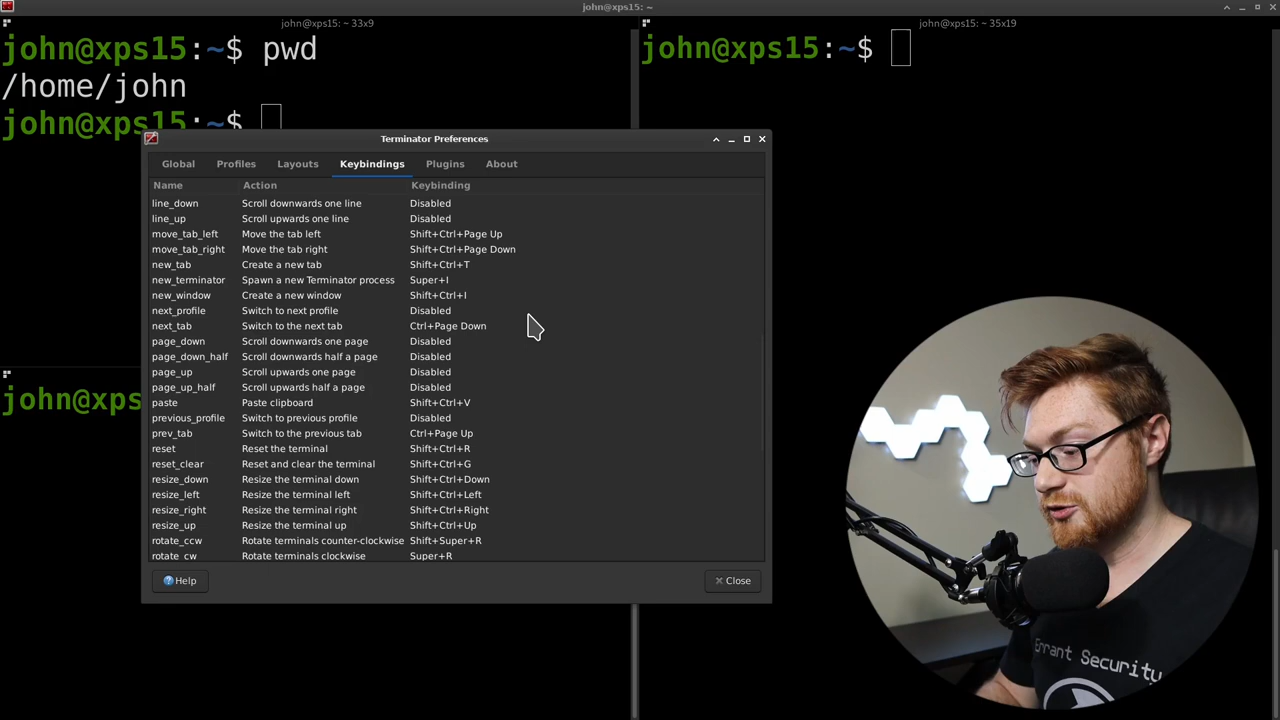 john@xps15: ~
john@xps15: ~ 33x9
john@xps15: ~ 35x19
john@xps15:~$ pwd
/home/john
john@xps15:~$
john@xps15:~$
john@xps
Terminator Preferences
Global Profiles Layouts Keybindings Plugins About
Name Action Keybinding
line_down Scroll downwards one line Disabled
line_up Scroll upwards one line Disabled
move_tab_left Move the tab left Shift+Ctrl+Page Up
move_tab_right Move the tab right Shift+Ctrl+Page Down
new_tab Create a new tab Shift+Ctrl+T
new_terminator Spawn a new Terminator process Super+I
new_window Create a new window Shift+Ctrl+I
next_profile Switch to next profile Disabled
next_tab Switch to the next tab Ctrl+Page Down
page_down Scroll downwards one page Disabled
page_down_half Scroll downwards half a page Disabled
page_up Scroll upwards one page Disabled
page_up_half Scroll upwards half a page Disabled
paste Paste clipboard Shift+Ctrl+V
previous_profile Switch to previous profile Disabled
prev_tab Switch to the previous tab Ctrl+Page Up
reset Reset the terminal Shift+Ctrl+R
reset_clear Reset and clear the terminal Shift+Ctrl+G
resize_down Resize the terminal down Shift+Ctrl+Down
resize_left Resize the terminal left Shift+Ctrl+Left
resize_right Resize the terminal right Shift+Ctrl+Right
resize_up Resize the terminal up Shift+Ctrl+Up
rotate_ccw Rotate terminals counter-clockwise Shift+Super+R
rotate_cw Rotate terminals clockwise Super+R
Help
Close
Errant Security